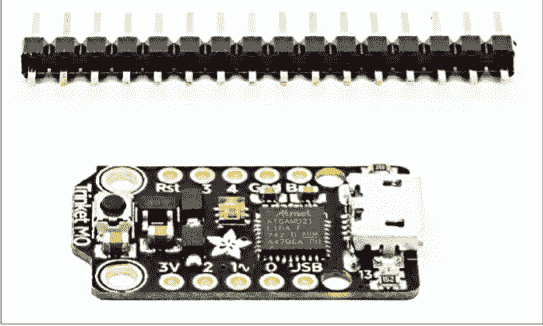 Trinket M0
Rst 3 4 Gnd Bat
Atmel
ATSAMD21
3V 2 1~ 0 USB
13